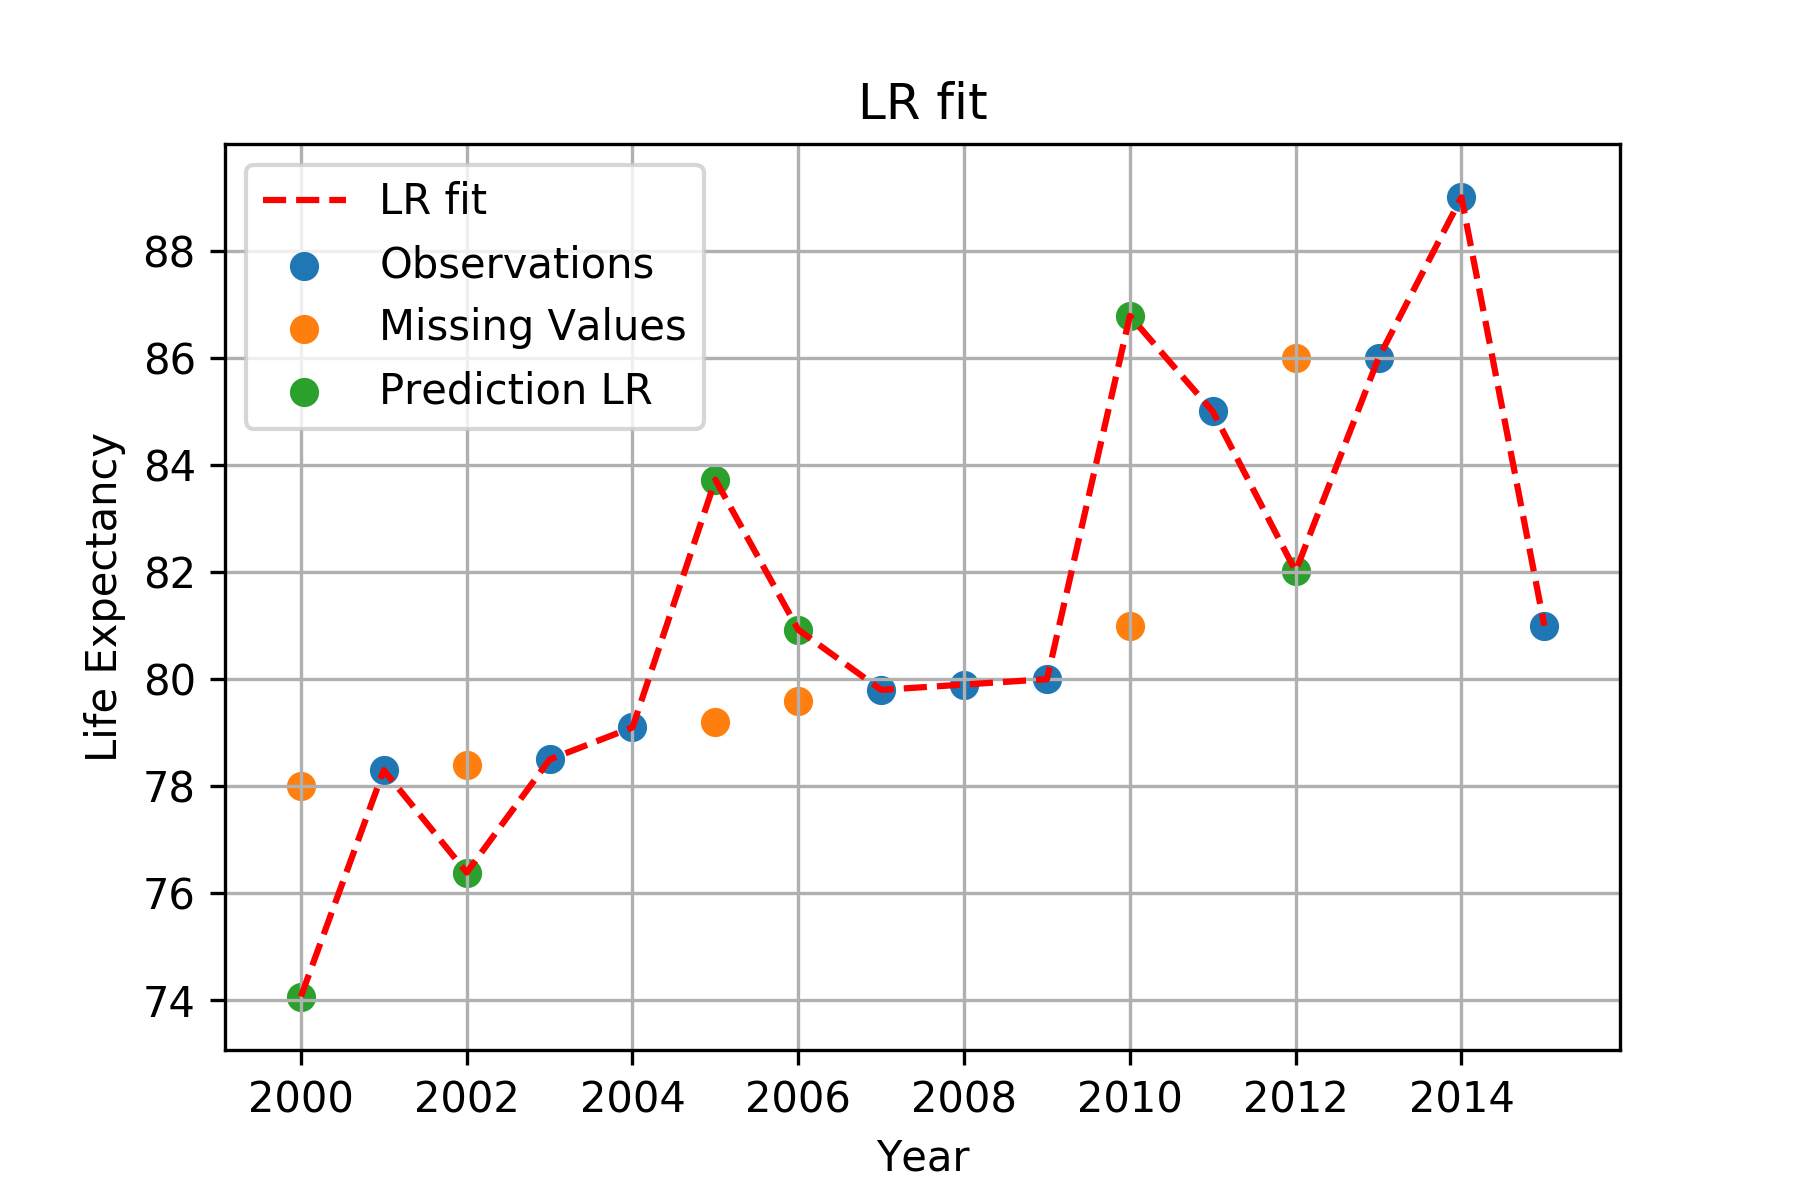 LR fit
LR fit
Observations
Missing Values
Prediction LR
88
86
84
82
80
78
76
74
Life Expectancy
2000 2002 2004 2006 2008 2010 2012 2014
Year